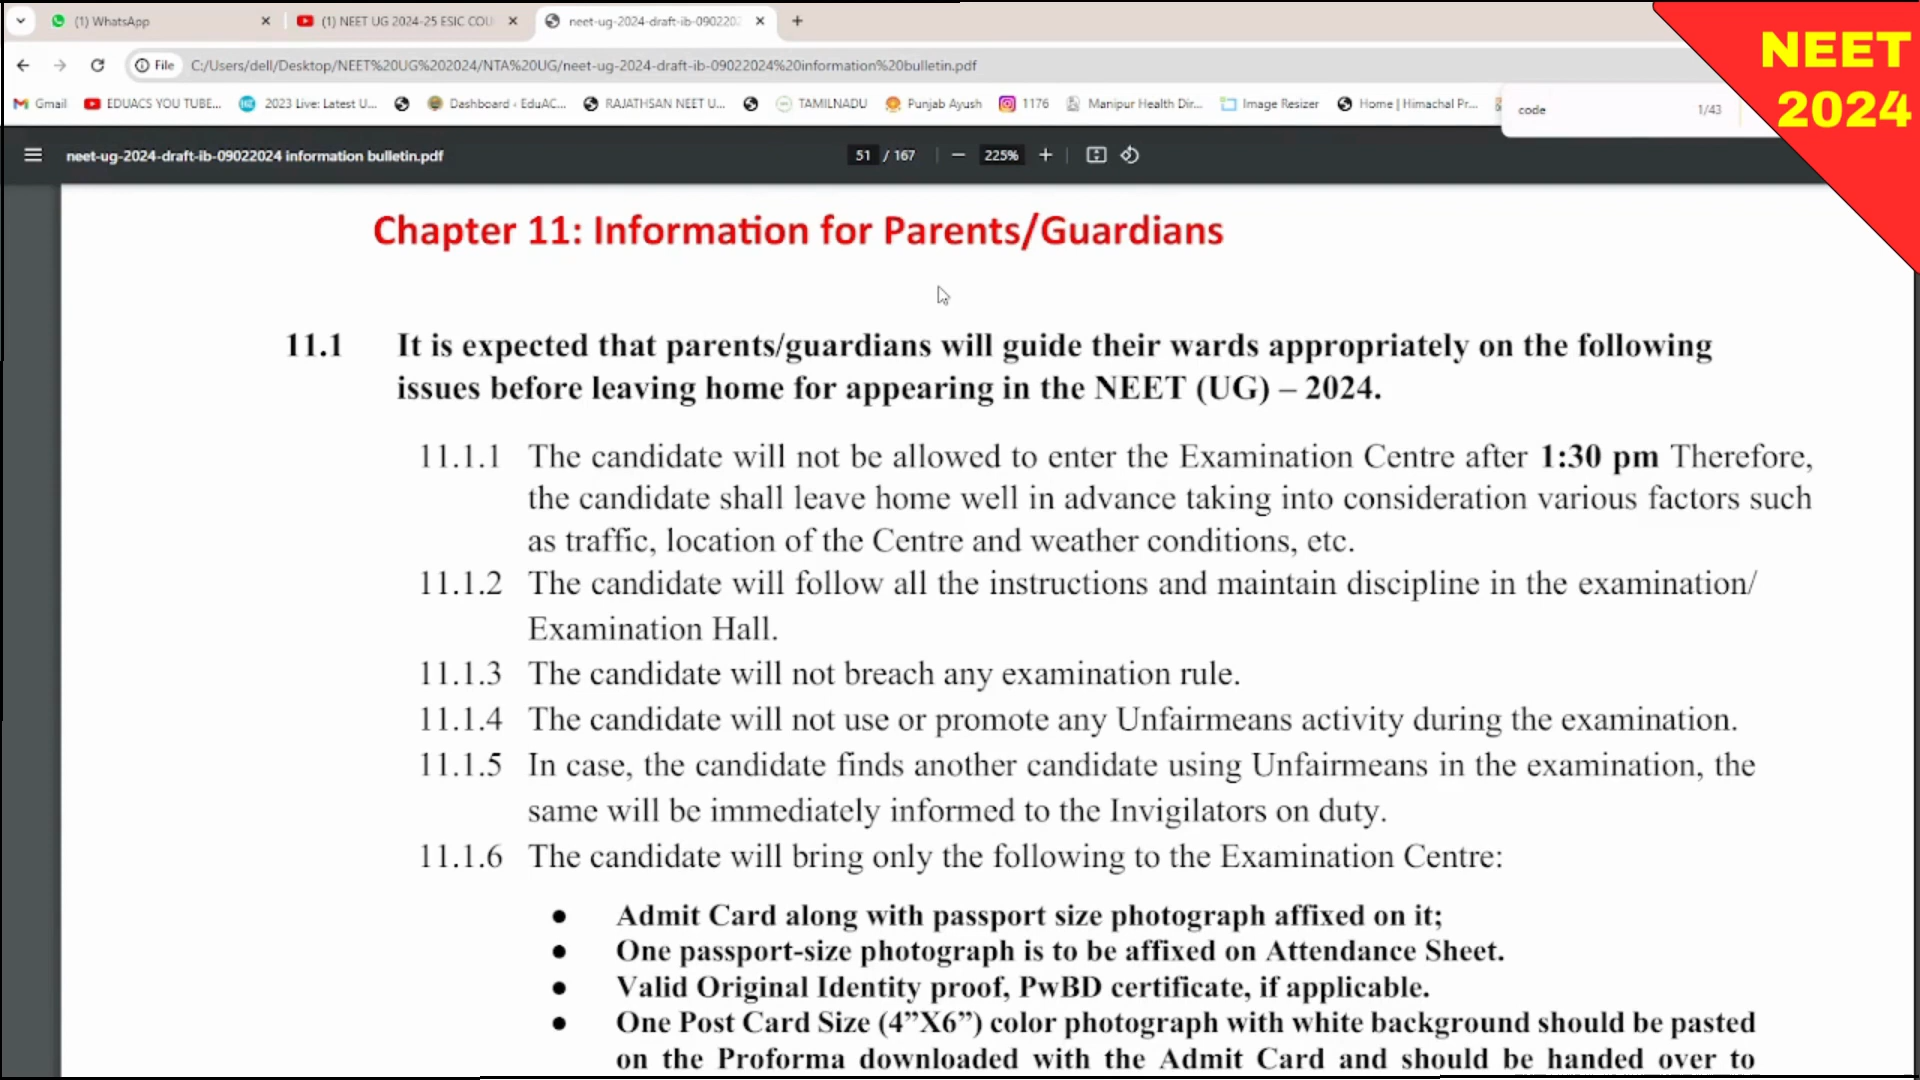 (1) WhatsApp
(1) NEET UG 2024-25 ESIC COU
neet-ug-2024-draft-ib-090220
NEET
2024
File
C:/Users/dell/Desktop/NEET%20UG%202024/NTA%20UG/neet-ug-2024-draft-ib-09022024%20information%20bulletin.pdf
Gmail
EDUACS YOU TUBE...
2023 Live: Latest U...
Dashboard ‹ EduAC...
RAJATHSAN NEET U...
TAMILNADU
Punjab Ayush
1176
Manipur Health Dir...
Image Resizer
Home | Himachal Pr...
code
1/43
neet-ug-2024-draft-ib-09022024 information bulletin.pdf
51 / 167
225%
Chapter 11: Information for Parents/Guardians
11.1 It is expected that parents/guardians will guide their wards appropriately on the following
issues before leaving home for appearing in the NEET (UG) – 2024.
11.1.1 The candidate will not be allowed to enter the Examination Centre after 1:30 pm Therefore,
the candidate shall leave home well in advance taking into consideration various factors such
as traffic, location of the Centre and weather conditions, etc.
11.1.2 The candidate will follow all the instructions and maintain discipline in the examination/
Examination Hall.
11.1.3 The candidate will not breach any examination rule.
11.1.4 The candidate will not use or promote any Unfairmeans activity during the examination.
11.1.5 In case, the candidate finds another candidate using Unfairmeans in the examination, the
same will be immediately informed to the Invigilators on duty.
11.1.6 The candidate will bring only the following to the Examination Centre:
● Admit Card along with passport size photograph affixed on it;
● One passport-size photograph is to be affixed on Attendance Sheet.
● Valid Original Identity proof, PwBD certificate, if applicable.
● One Post Card Size (4”X6”) color photograph with white background should be pasted
on the Proforma downloaded with the Admit Card and should be handed over to